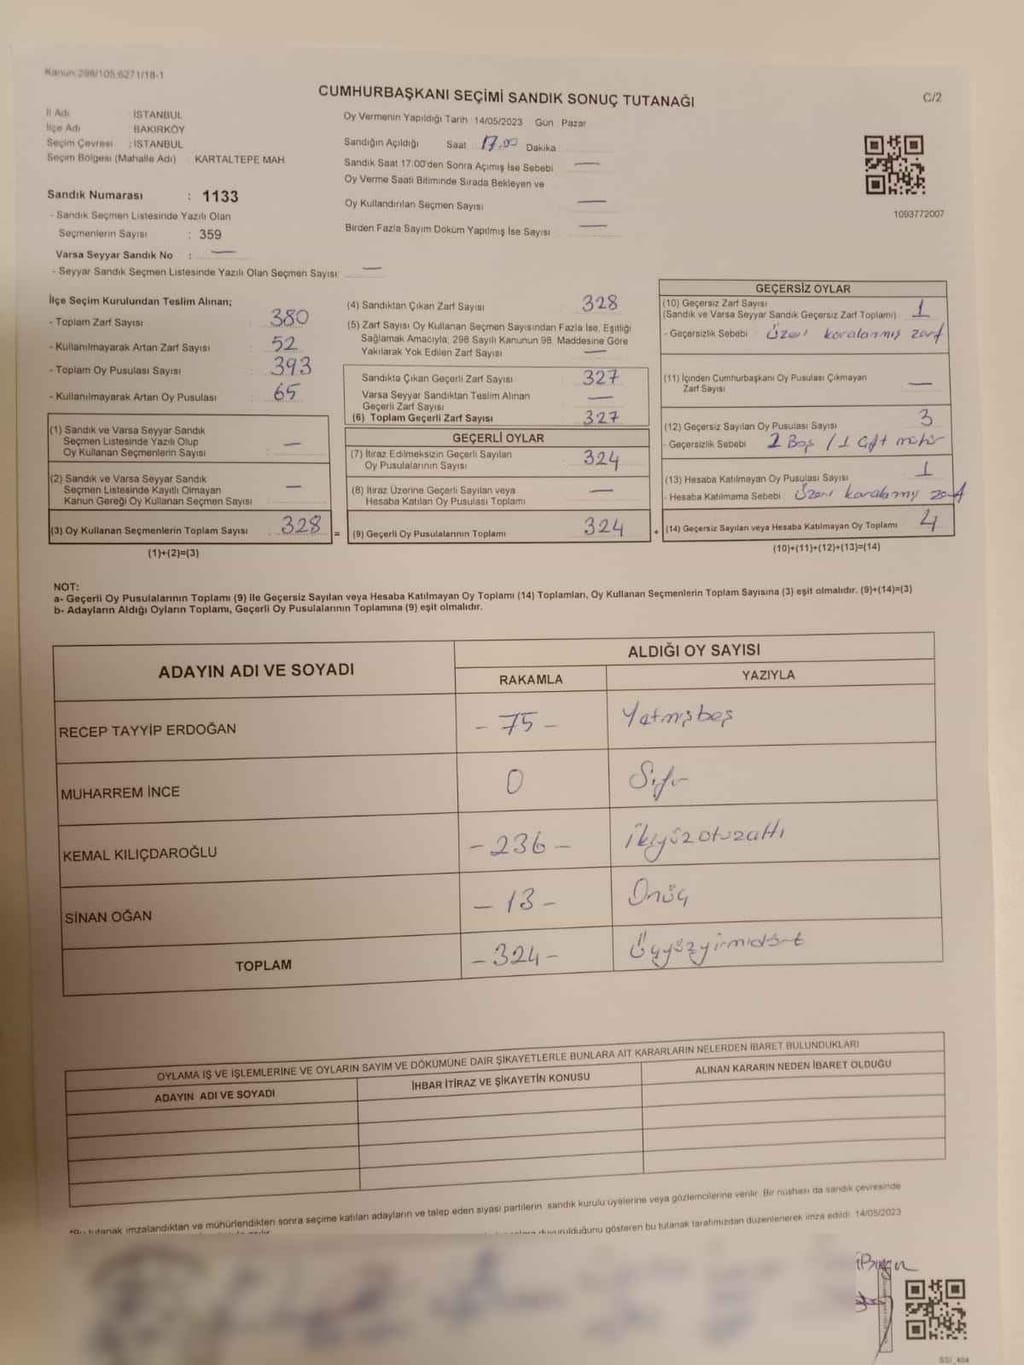 Kanun 298/105,6271/18-1
CUMHURBAŞKANI SEÇİMİ SANDIK SONUÇ TUTANAĞI
C/2
İl Adı : İSTANBUL
İlçe Adı : BAKIRKÖY
Seçim Çevresi : İSTANBUL
Seçim Bölgesi (Mahalle Adı) : KARTALTEPE MAH
Sandık Numarası : 1133
- Sandık Seçmen Listesinde Yazılı Olan
Seçmenlerin Sayısı : 359
Varsa Seyyar Sandık No : —
- Seyyar Sandık Seçmen Listesinde Yazılı Olan Seçmen Sayısı: —
Oy Vermenin Yapıldığı Tarih : 14/05/2023 Gün : Pazar
Sandığın Açıldığı Saat : 17.00 Dakika :
Sandık Saat 17:00'den Sonra Açılmış İse Sebebi : —
Oy Verme Saati Bitiminde Sırada Bekleyen ve
Oy Kullandırılan Seçmen Sayısı : —
Birden Fazla Sayım Döküm Yapılmış İse Sayısı : —
1093772007
İlçe Seçim Kurulundan Teslim Alınan;
- Toplam Zarf Sayısı : 380
- Kullanılmayarak Artan Zarf Sayısı : 52
- Toplam Oy Pusulası Sayısı : 393
- Kullanılmayarak Artan Oy Pusulası : 65
(1) Sandık ve Varsa Seyyar Sandık
Seçmen Listesinde Yazılı Olup
Oy Kullanan Seçmenlerin Sayısı : —
(2) Sandık ve Varsa Seyyar Sandık
Seçmen Listesinde Kayıtlı Olmayan
Kanun Gereği Oy Kullanan Seçmen Sayısı : —
(3) Oy Kullanan Seçmenlerin Toplam Sayısı : 328 =
(1)+(2)=(3)
(4) Sandıktan Çıkan Zarf Sayısı : 328
(5) Zarf Sayısı Oy Kullanan Seçmen Sayısından Fazla İse, Eşitliği
Sağlamak Amacıyla, 298 Sayılı Kanunun 98. Maddesine Göre
Yakılarak Yok Edilen Zarf Sayısı : —
Sandıkta Çıkan Geçerli Zarf Sayısı : 327
Varsa Seyyar Sandıktan Teslim Alınan
Geçerli Zarf Sayısı : —
(6) Toplam Geçerli Zarf Sayısı : 327
GEÇERLİ OYLAR
(7) İtiraz Edilmeksizin Geçerli Sayılan
Oy Pusulalarının Sayısı : 324
(8) İtiraz Üzerine Geçerli Sayılan veya
Hesaba Katılan Oy Pusulası Toplamı : —
(9) Geçerli Oy Pusulalarının Toplamı : 324 +
GEÇERSİZ OYLAR
(10) Geçersiz Zarf Sayısı
(Sandık ve Varsa Seyyar Sandık Geçersiz Zarf Toplamı) : 1
- Geçersizlik Sebebi : Üzeri karalanmış zarf
(11) İçinden Cumhurbaşkanı Oy Pusulası Çıkmayan
Zarf Sayısı : —
(12) Geçersiz Sayılan Oy Pusulası Sayısı : 3
- Geçersizlik Sebebi : 2 Boş / 1 Çift mühür
(13) Hesaba Katılmayan Oy Pusulası Sayısı : 1
- Hesaba Katılmama Sebebi : Üzeri karalanmış zarf
(14) Geçersiz Sayılan veya Hesaba Katılmayan Oy Toplamı : 4
(10)+(11)+(12)+(13)=(14)
NOT:
a- Geçerli Oy Pusulalarının Toplamı (9) ile Geçersiz Sayılan veya Hesaba Katılmayan Oy Toplamı (14) Toplamları, Oy Kullanan Seçmenlerin Toplam Sayısına (3) eşit olmalıdır. (9)+(14)=(3)
b- Adayların Aldığı Oyların Toplamı, Geçerli Oy Pusulalarının Toplamına (9) eşit olmalıdır.
ADAYIN ADI VE SOYADI
ALDIĞI OY SAYISI
RAKAMLA YAZIYLA
RECEP TAYYİP ERDOĞAN - 75 - Yetmişbeş
MUHARREM İNCE 0 Sıfır
KEMAL KILIÇDAROĞLU - 236 - İkiyüzotuzaltı
SİNAN OĞAN - 13 - Onüç
TOPLAM - 324 - Üçyüzyirmidört
OYLAMA İŞ VE İŞLEMLERİNE VE OYLARIN SAYIM VE DÖKÜMÜNE DAİR ŞİKAYETLERLE BUNLARA AİT KARARLARIN NELERDEN İBARET BULUNDUKLARI
ADAYIN ADI VE SOYADI İHBAR İTİRAZ VE ŞİKAYETİN KONUSU ALINAN KARARIN NEDEN İBARET OLDUĞU
*Bu tutanak imzalandıktan ve mühürlendikten sonra seçime katılan adayların ve talep eden siyasi partilerin sandık kurulu üyelerine veya gözlemcilerine verilir. Bir nüshası da sandık çevresinde
duyurulduğunu gösteren bu tutanak tarafımızdan düzenlenerek imza edildi. 14/05/2023